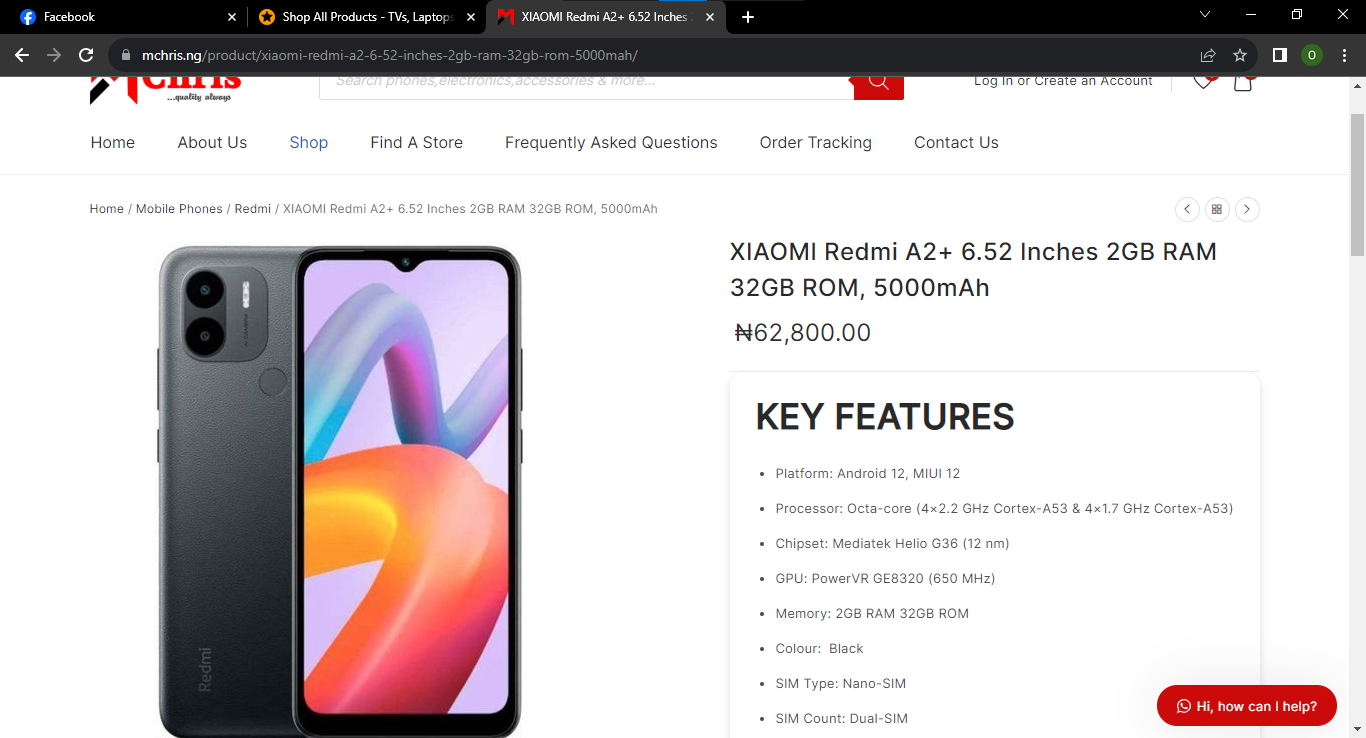 Facebook
Shop All Products - TVs, Laptops
XIAOMI Redmi A2+ 6.52 Inches
mchris.ng/product/xiaomi-redmi-a2-6-52-inches-2gb-ram-32gb-rom-5000mah/
O
Mchris
...quality always
Search phones,electronics,accessories & more...
Log In or Create an Account
Home About Us Shop Find A Store Frequently Asked Questions Order Tracking Contact Us
Home / Mobile Phones / Redmi / XIAOMI Redmi A2+ 6.52 Inches 2GB RAM 32GB ROM, 5000mAh
Redmi
XIAOMI Redmi A2+ 6.52 Inches 2GB RAM
32GB ROM, 5000mAh
₦62,800.00
KEY FEATURES
• Platform: Android 12, MIUI 12
• Processor: Octa-core (4×2.2 GHz Cortex-A53 & 4×1.7 GHz Cortex-A53)
• Chipset: Mediatek Helio G36 (12 nm)
• GPU: PowerVR GE8320 (650 MHz)
• Memory: 2GB RAM 32GB ROM
• Colour:  Black
• SIM Type: Nano-SIM
• SIM Count: Dual-SIM
Hi, how can I help?